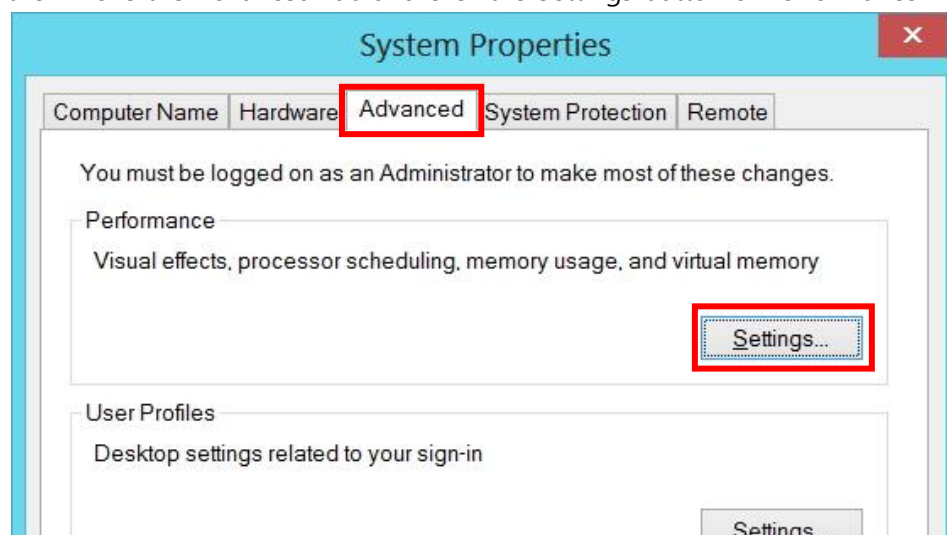 System Properties
Computer Name Hardware Advanced System Protection Remote
You must be logged on as an Administrator to make most of these changes.
Performance
Visual effects, processor scheduling, memory usage, and virtual memory
Settings...
User Profiles
Desktop settings related to your sign-in
Settings...